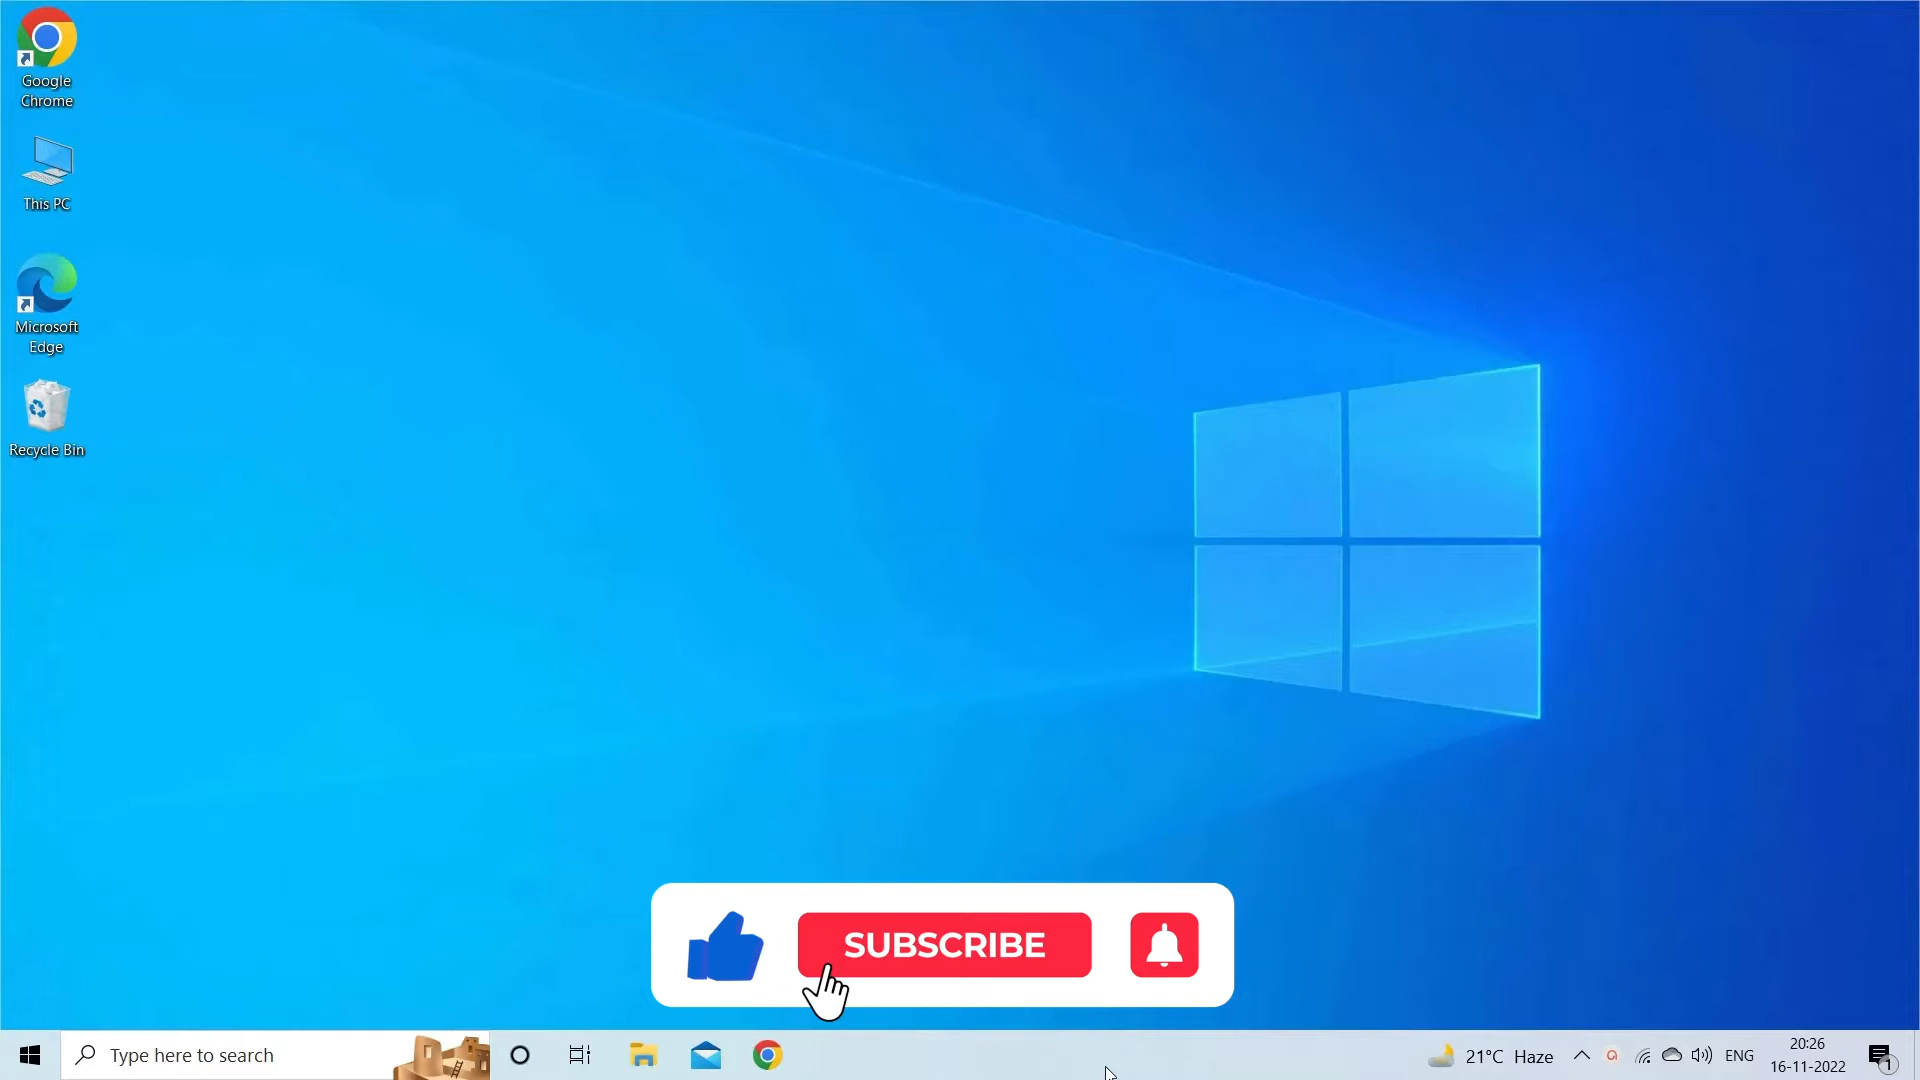 Google
Chrome
This PC
Microsoft
Edge
Recycle Bin
SUBSCRIBE
Type here to search
21°C Haze
ENG
20:26
16-11-2022
1